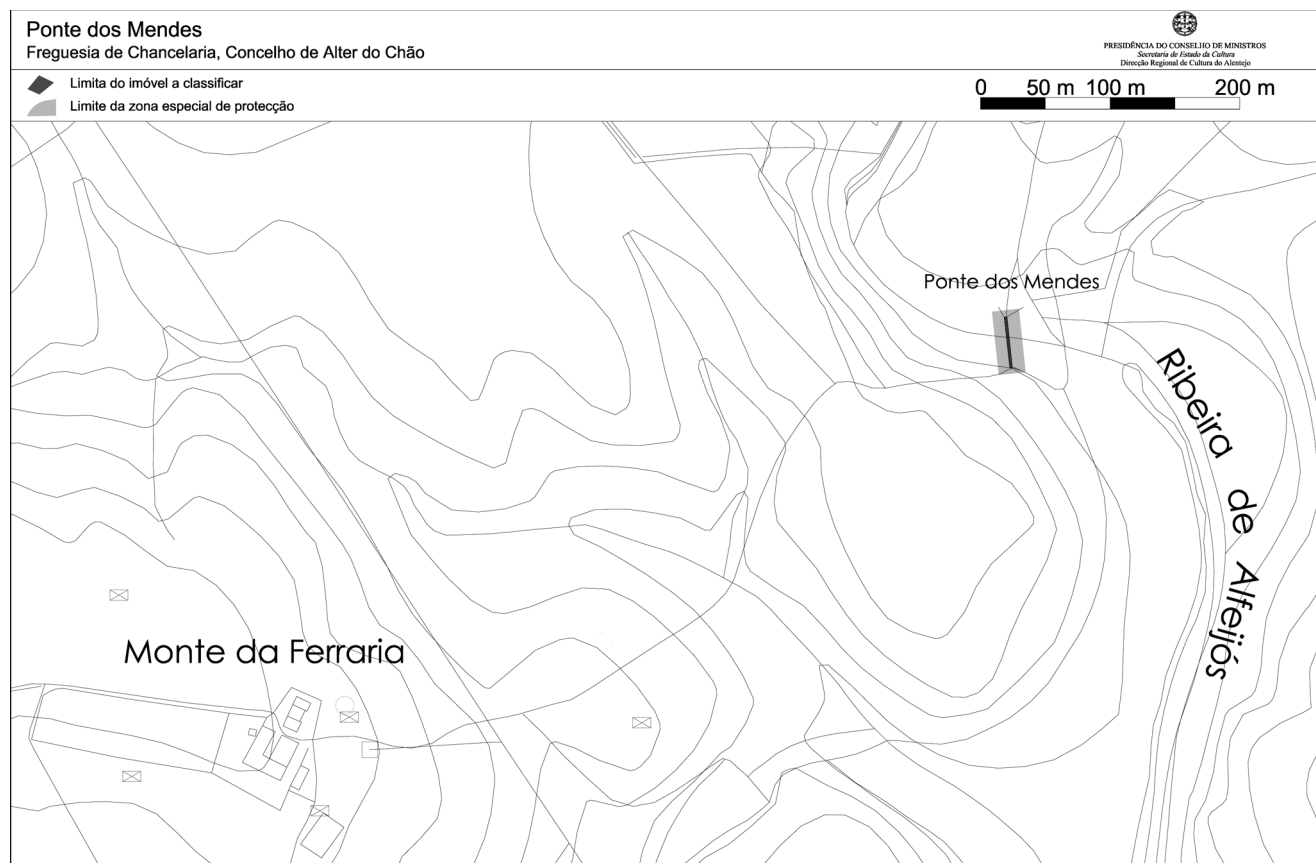 Ponte dos Mendes
Freguesia de Chancelaria, Concelho de Alter do Chão
PRESIDÊNCIA DO CONSELHO DE MINISTROS
Secretaria de Estado da Cultura
Direcção Regional de Cultura do Alentejo
Limita do imóvel a classificar
Limite da zona especial de protecção
0 50 m 100 m 200 m
Ponte dos Mendes
Ribeira de Alfeijós
Monte da Ferraria